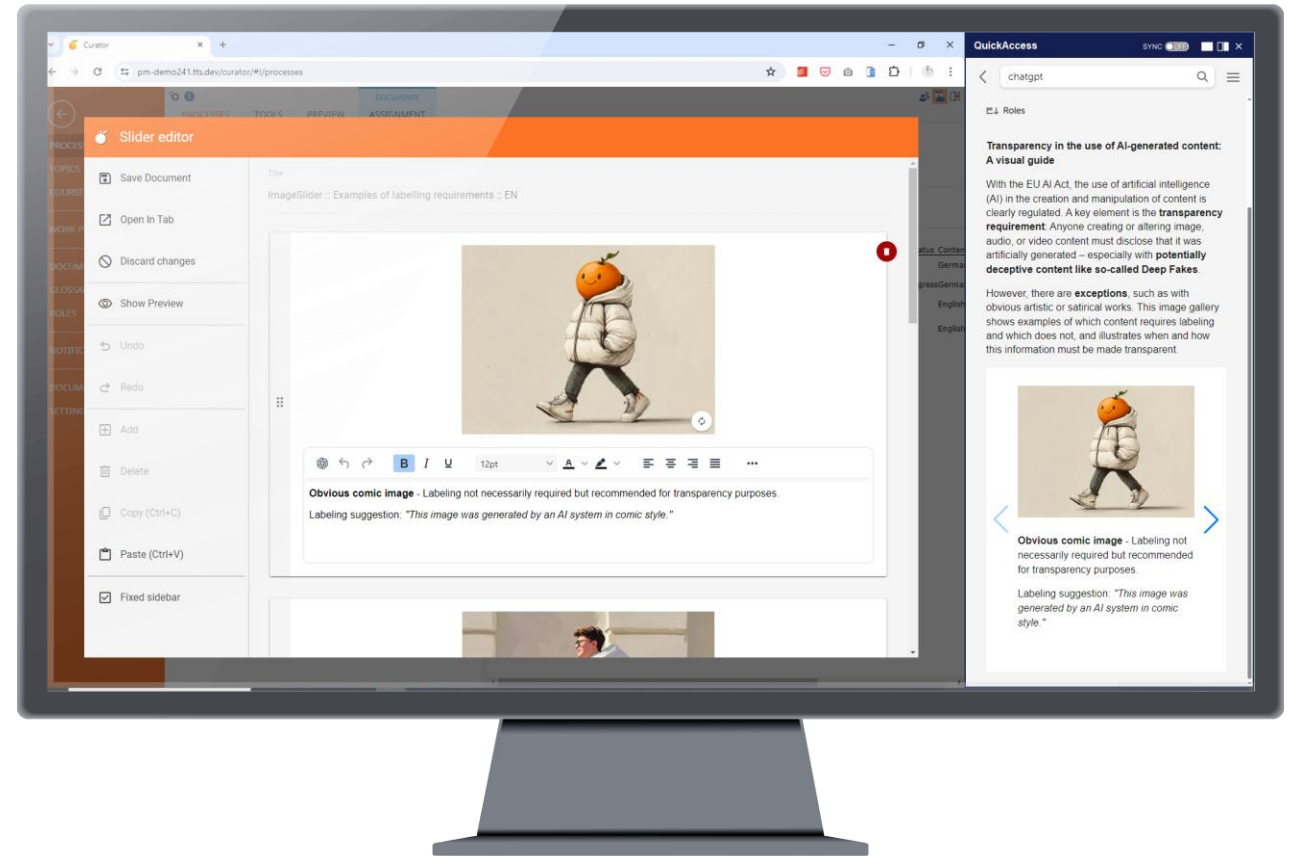 Curator
pm-demo241.tts.dev/curator/#!/processes
DOCUMENTS
PROCESSES TOOLS PREVIEW ASSIGNMENT
Slider editor
Save Document
Open In Tab
Discard changes
Show Preview
Undo
Redo
Add
Delete
Copy (Ctrl+C)
Paste (Ctrl+V)
Fixed sidebar
Title
ImageSlider :: Examples of labelling requirements :: EN
12pt
Obvious comic image - Labeling not necessarily required but recommended for transparency purposes.
Labeling suggestion: "This image was generated by an AI system in comic style."
QuickAccess
SYNC OFF
chatgpt
Roles
Transparency in the use of AI-generated content:
A visual guide
With the EU AI Act, the use of artificial intelligence
(AI) in the creation and manipulation of content is
clearly regulated. A key element is the transparency
requirement: Anyone creating or altering image,
audio, or video content must disclose that it was
artificially generated – especially with potentially
deceptive content like so-called Deep Fakes.
However, there are exceptions, such as with
obvious artistic or satirical works. This image gallery
shows examples of which content requires labeling
and which does not, and illustrates when and how
this information must be made transparent.
Obvious comic image - Labeling not
necessarily required but recommended
for transparency purposes.
Labeling suggestion: "This image was
generated by an AI system in comic
style."